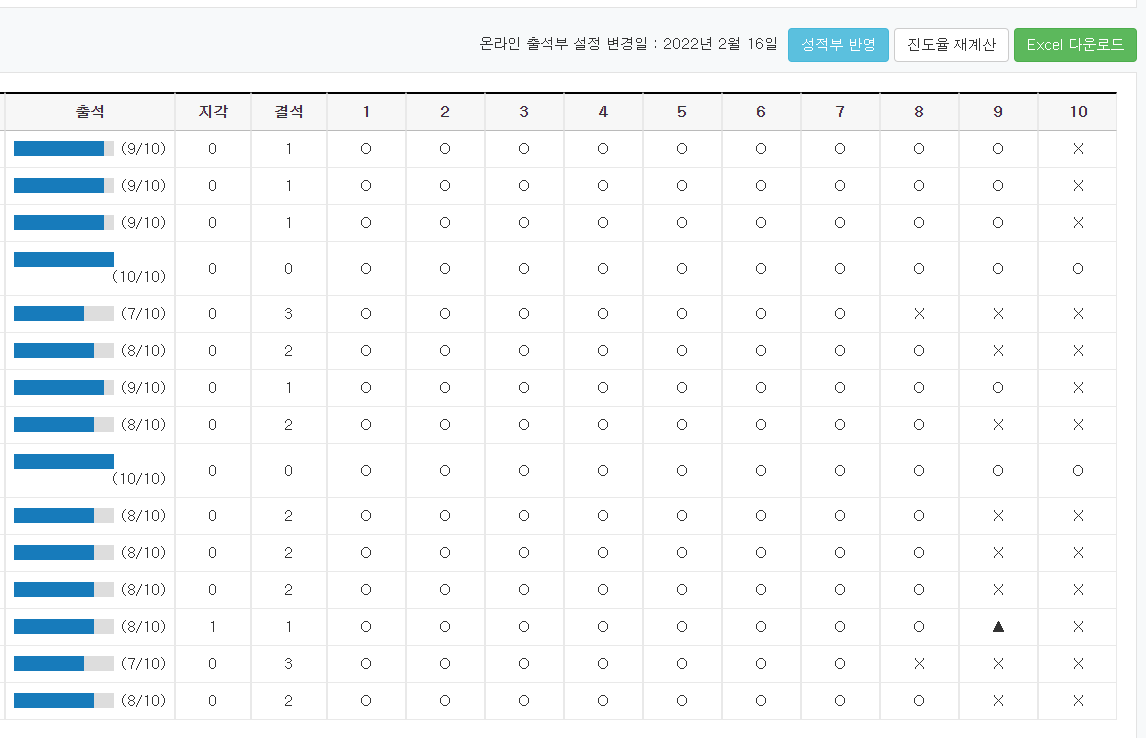 온라인 출석부 설정 변경일 : 2022년 2월 16일 성적부 반영 진도율 재계산 Excel 다운로드
출석 지각 결석 1 2 3 4 5 6 7 8 9 10
(9/10) 0 1 O O O O O O O O O X
(9/10) 0 1 O O O O O O O O O X
(9/10) 0 1 O O O O O O O O O X
(10/10) 0 0 O O O O O O O O O O
(7/10) 0 3 O O O O O O O X X X
(8/10) 0 2 O O O O O O O O X X
(9/10) 0 1 O O O O O O O O O X
(8/10) 0 2 O O O O O O O O X X
(10/10) 0 0 O O O O O O O O O O
(8/10) 0 2 O O O O O O O O X X
(8/10) 0 2 O O O O O O O O X X
(8/10) 0 2 O O O O O O O O X X
(8/10) 1 1 O O O O O O O O ▲ X
(7/10) 0 3 O O O O O O O X X X
(8/10) 0 2 O O O O O O O O X X